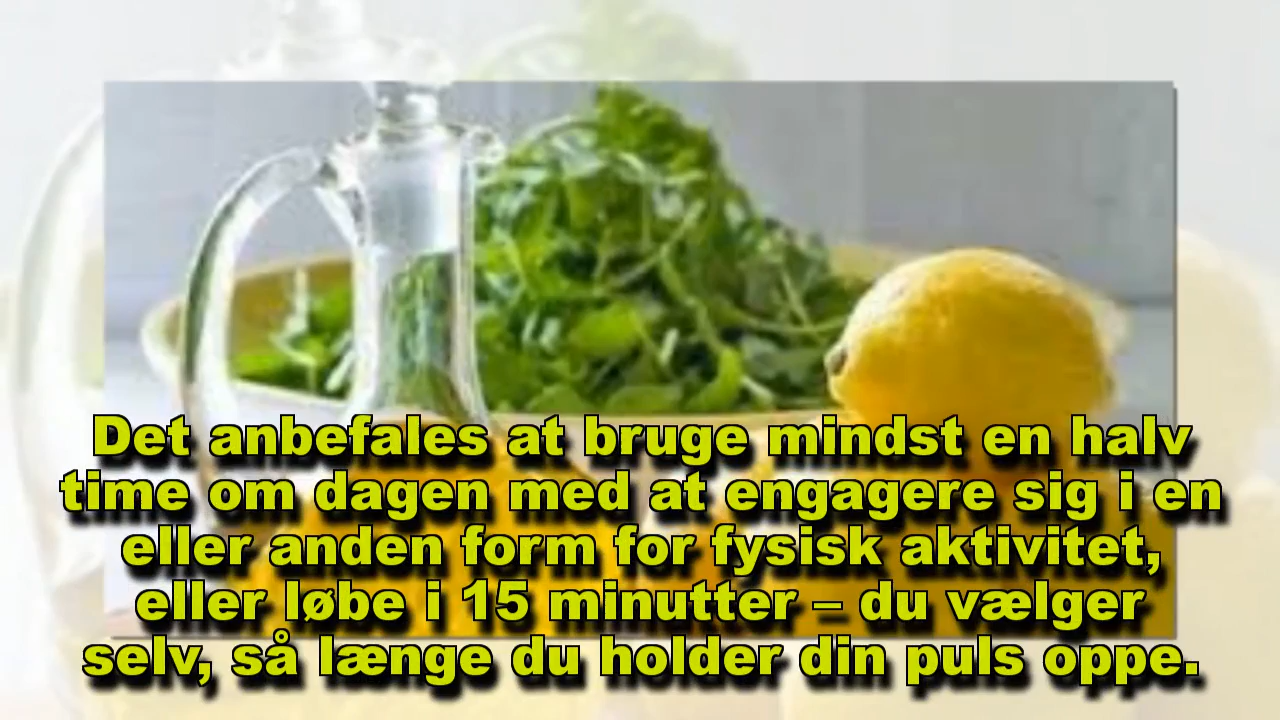 Det anbefales at bruge mindst en halv
time om dagen med at engagere sig i en
eller anden form for fysisk aktivitet,
eller løbe i 15 minutter – du vælger
selv, så længe du holder din puls oppe.